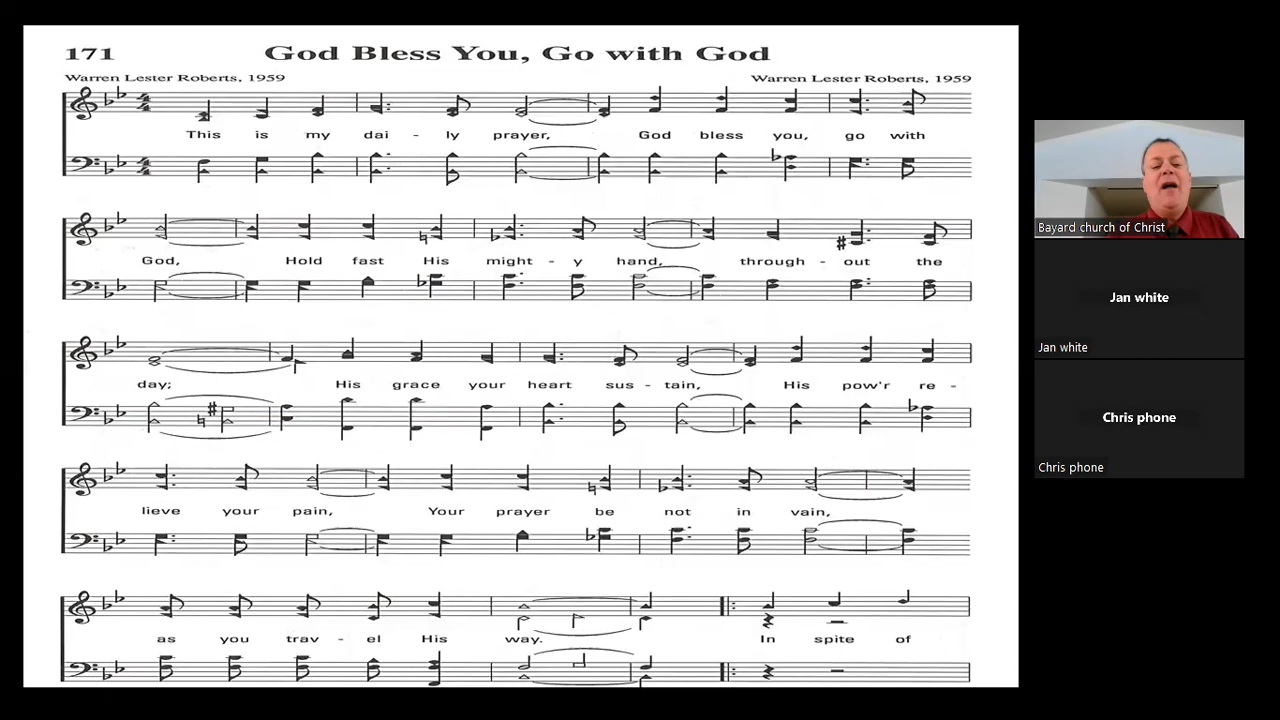 171 God Bless You, Go with God
Warren Lester Roberts, 1959 Warren Lester Roberts, 1959
This is my dai - ly prayer, God bless you, go with
God, Hold fast His might - y hand, through - out the
day; His grace your heart sus - tain, His pow'r re -
lieve your pain, Your prayer be not in vain,
as you trav - el His way. In spite of
Bayard church of Christ
Jan white
Jan white
Chris phone
Chris phone